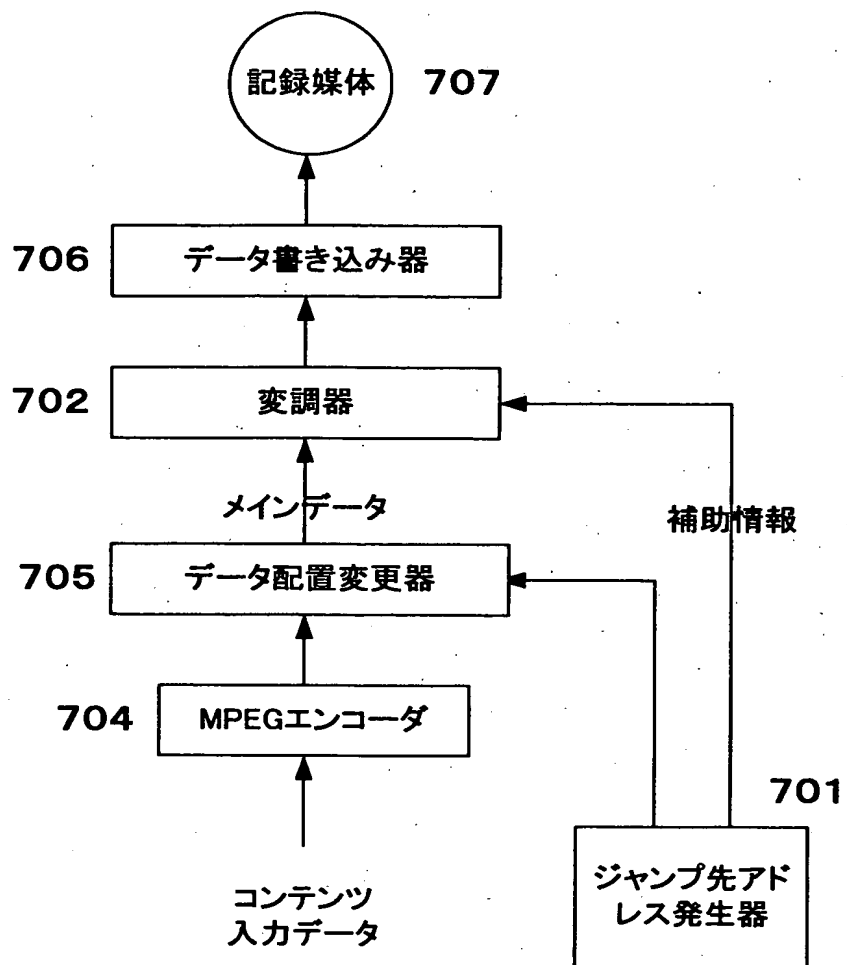 記録媒体 707
706 データ書き込み器
702 変調器
メインデータ
補助情報
705 データ配置変更器
704 MPEGエンコーダ
701
ジャンプ先アド
レス発生器
コンテンツ
入力データ